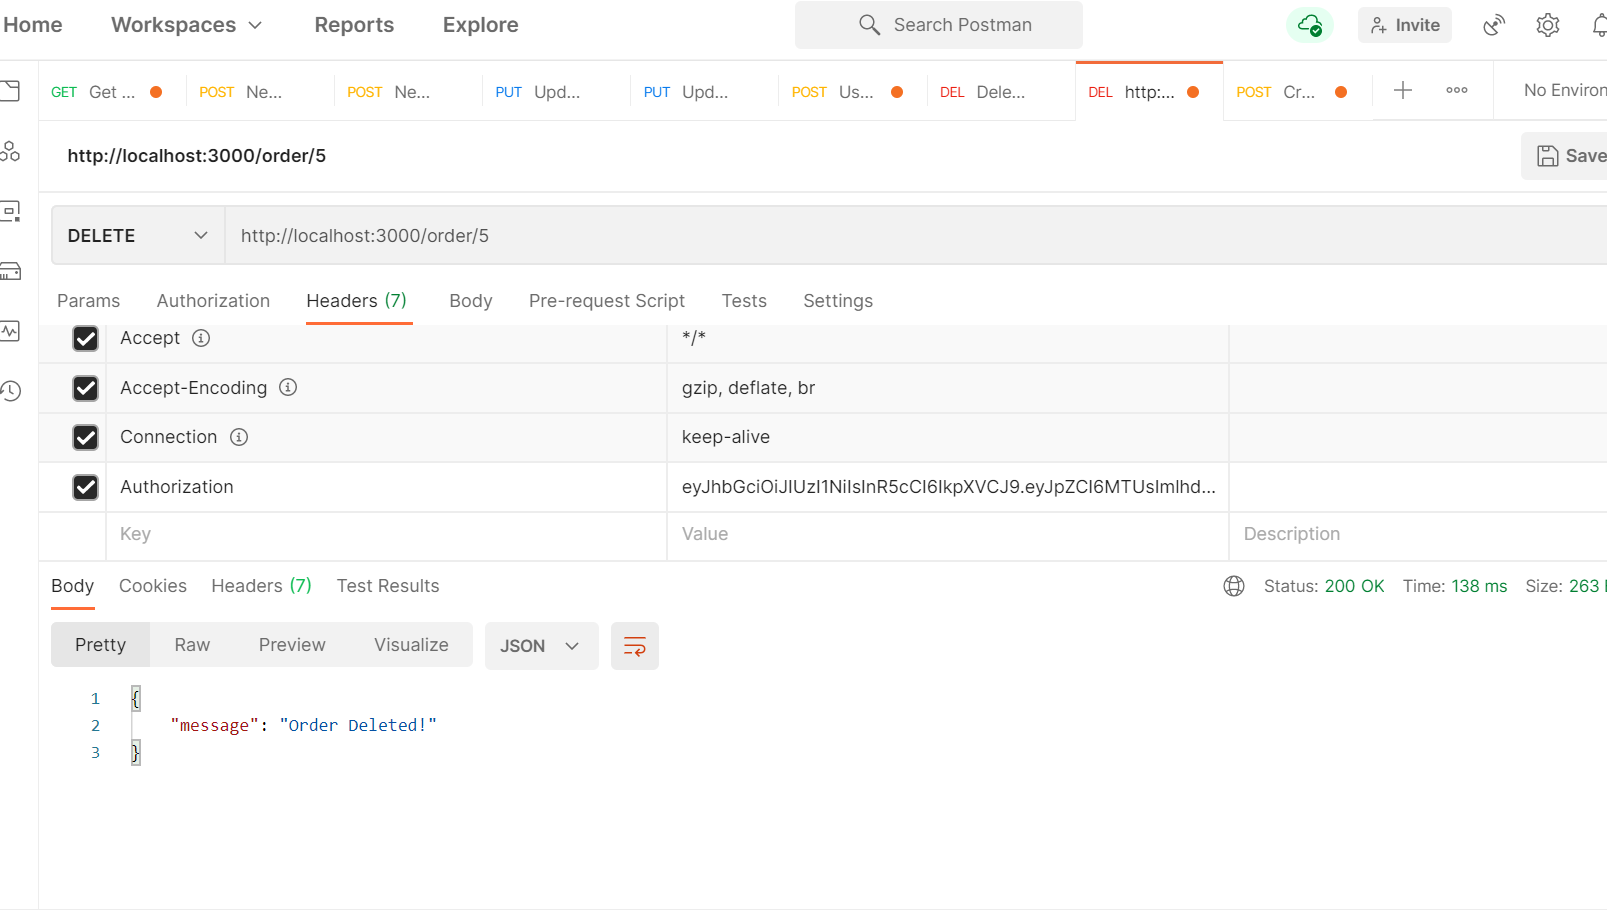 Home Workspaces Reports Explore Search Postman Invite
GET Get ... POST Ne... POST Ne... PUT Upd... PUT Upd... POST Us... DEL Dele... DEL http:... POST Cr... No Environ
http://localhost:3000/order/5 Save
DELETE http://localhost:3000/order/5
Params Authorization Headers (7) Body Pre-request Script Tests Settings
Accept */*
Accept-Encoding gzip, deflate, br
Connection keep-alive
Authorization eyJhbGciOiJIUzI1NiIsInR5cCI6IkpXVCJ9.eyJpZCI6MTUsImlhd...
Key Value Description
Body Cookies Headers (7) Test Results Status: 200 OK Time: 138 ms Size: 263
Pretty Raw Preview Visualize JSON
1 {
2 "message": "Order Deleted!"
3 }